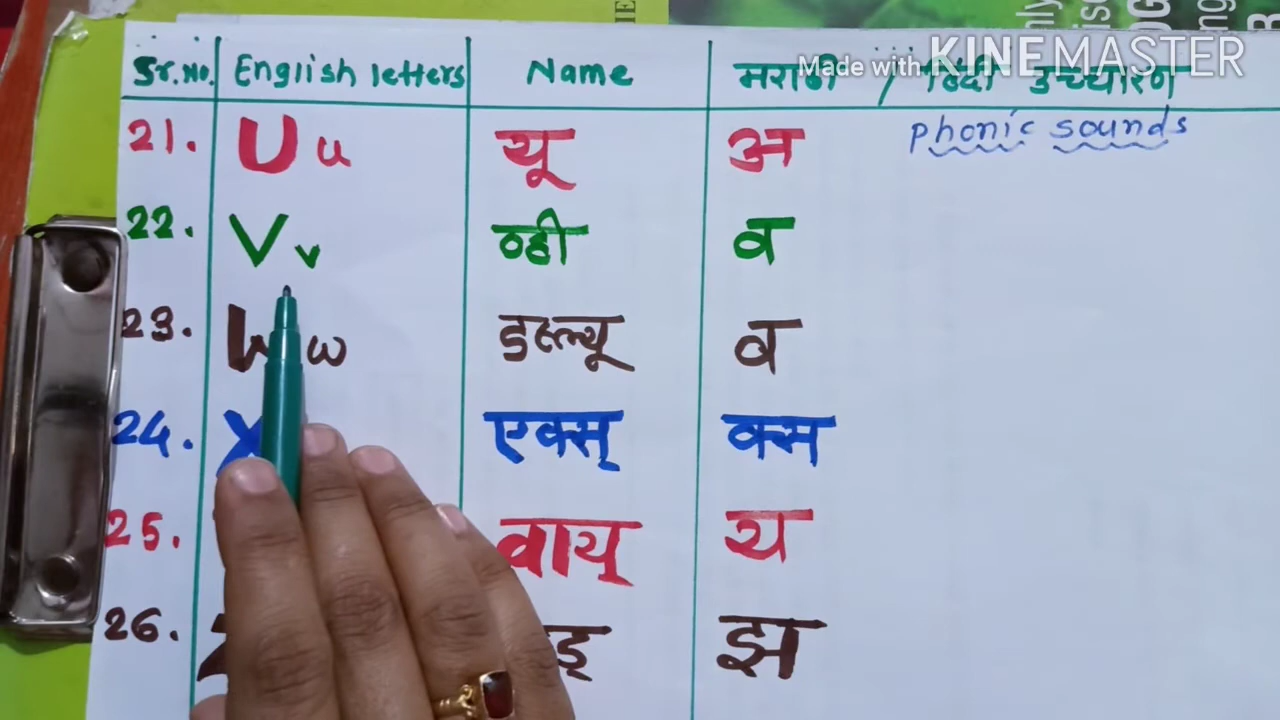 Sr.No. English letters Name मराठी / हिंदी उच्च्यारण
Made with KINEMASTER
phonic sounds
21. U u यू अ
22. V v व्ही व
23. W w डब्ल्यू व
24. X एक्स् क्स
25. वाय् य
26. झ